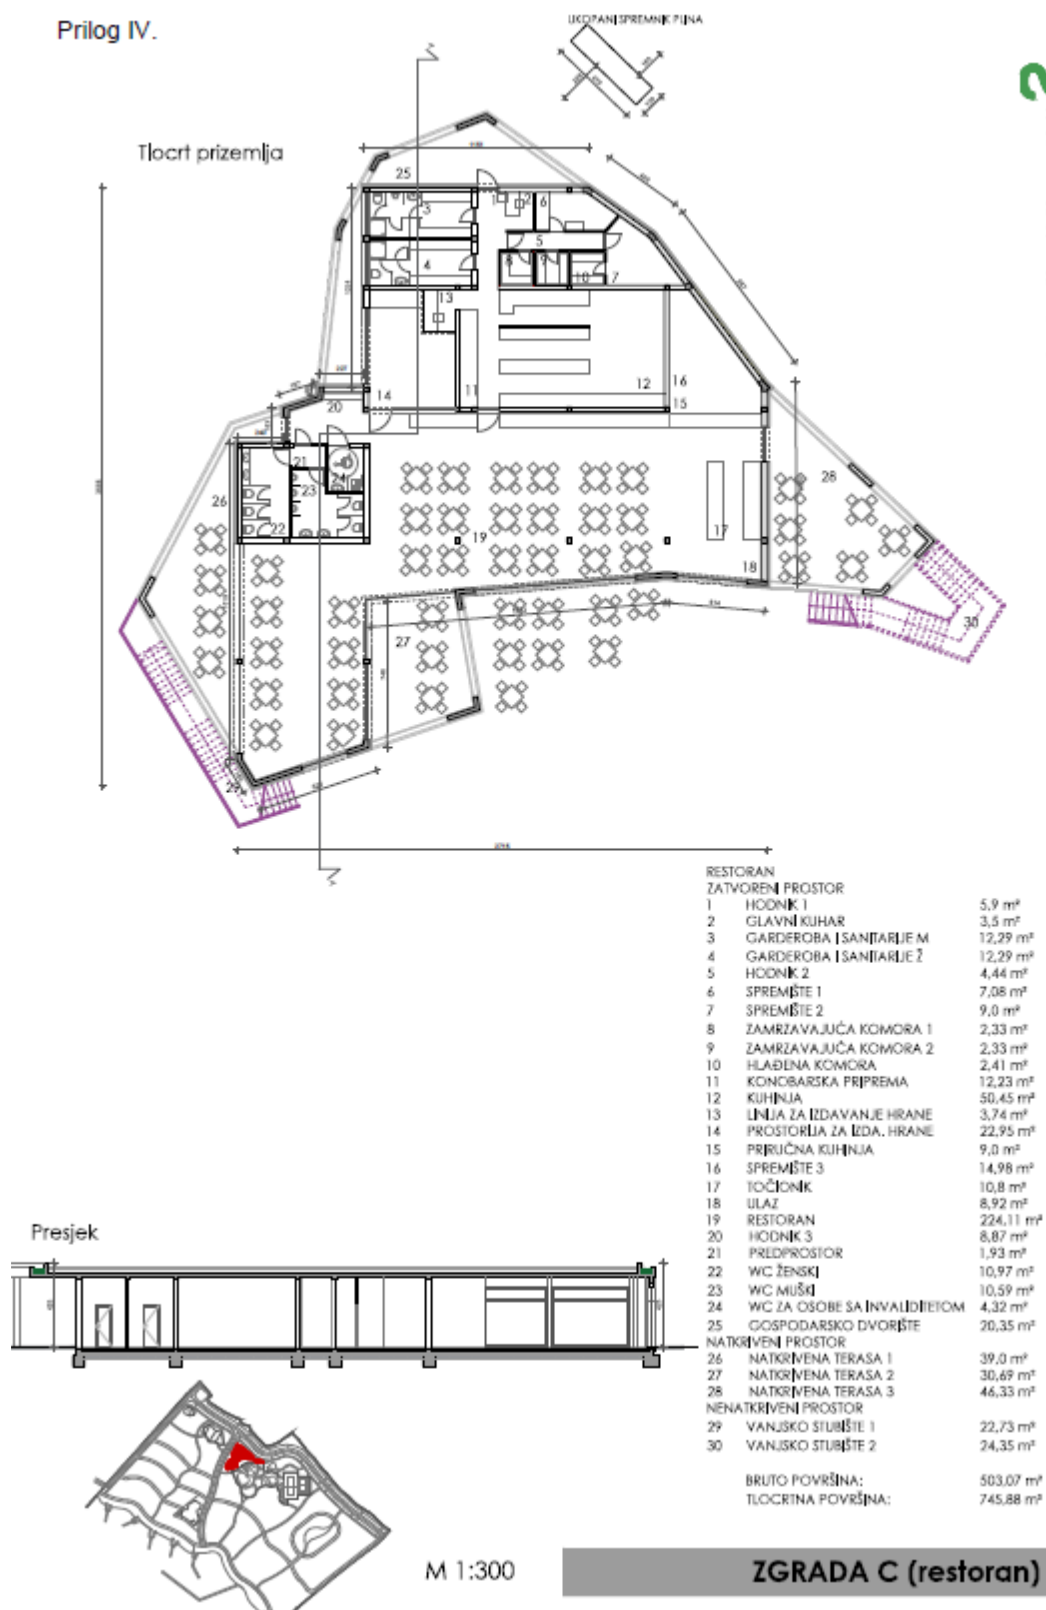 Prilog IV.
UKOPANI SPREMNIK PLINA
Tlocrt prizemlja
25
1
2
6
3
5
4
8
9
10
7
13
14
11
12
16
15
20
21
24
23
22
26
19
17
18
28
27
30
29
RESTORAN
ZATVORENI PROSTOR
1 HODNIK 1 5,9 m²
2 GLAVNI KUHAR 3,5 m²
3 GARDEROBA I SANITARIJE M 12,29 m²
4 GARDEROBA I SANITARIJE Ž 12,29 m²
5 HODNIK 2 4,44 m²
6 SPREMIŠTE 1 7,08 m²
7 SPREMIŠTE 2 9,0 m²
8 ZAMRZAVAJUĆA KOMORA 1 2,33 m²
9 ZAMRZAVAJUĆA KOMORA 2 2,33 m²
10 HLAĐENA KOMORA 2,41 m²
11 KONOBARSKA PRIPREMA 12,23 m²
12 KUHINJA 50,45 m²
13 LINIJA ZA IZDAVANJE HRANE 3,74 m²
14 PROSTORIJA ZA IZDA. HRANE 22,95 m²
15 PRIRUČNA KUHINJA 9,0 m²
16 SPREMIŠTE 3 14,98 m²
17 TOČIONIK 10,8 m²
18 ULAZ 8,92 m²
19 RESTORAN 224,11 m²
20 HODNIK 3 8,87 m²
21 PREDPROSTOR 1,93 m²
22 WC ŽENSKI 10,97 m²
23 WC MUŠKI 10,59 m²
24 WC ZA OSOBE SA INVALIDITETOM 4,32 m²
25 GOSPODARSKO DVORIŠTE 20,35 m²
NATKRIVENI PROSTOR
26 NATKRIVENA TERASA 1 39,0 m²
27 NATKRIVENA TERASA 2 30,69 m²
28 NATKRIVENA TERASA 3 46,33 m²
NENATKRIVENI PROSTOR
29 VANJSKO STUBIŠTE 1 22,73 m²
30 VANJSKO STUBIŠTE 2 24,35 m²
BRUTO POVRŠINA: 503,07 m²
TLOCRTNA POVRŠINA: 745,88 m²
Presjek
M 1:300
ZGRADA C (restoran)